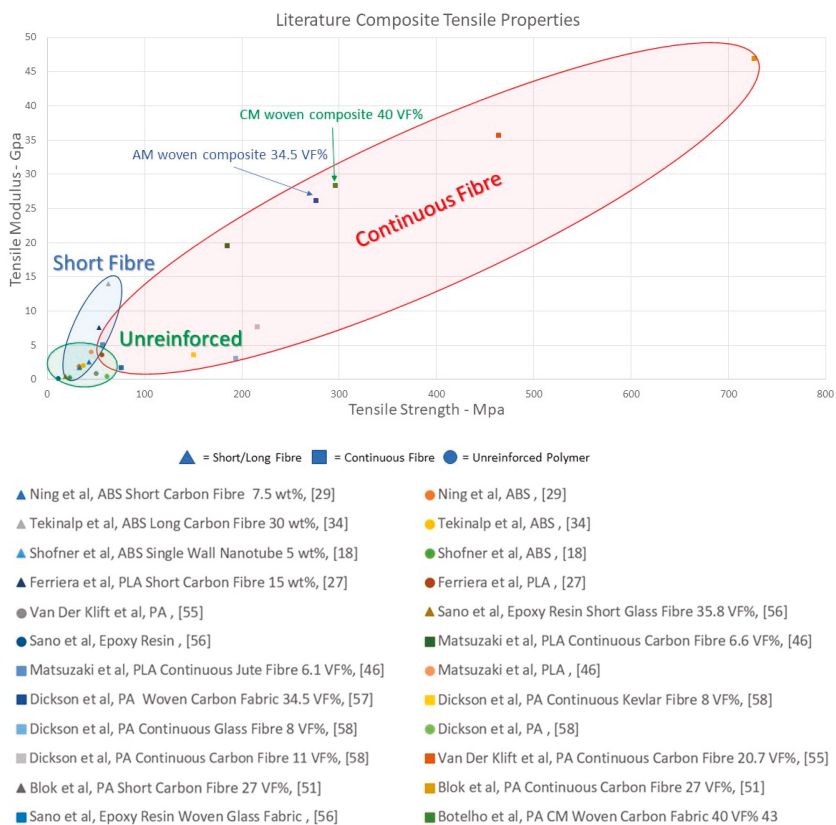 Literature Composite Tensile Properties
50
45
40
35
30
25
20
15
10
5
0
Tensile Modulus - Gpa
CM woven composite 40 VF%
AM woven composite 34.5 VF%
Continuous Fibre
Short Fibre
Unreinforced
0 100 200 300 400 500 600 700 800
Tensile Strength - Mpa
= Short/Long Fibre = Continuous Fibre = Unreinforced Polymer
Ning et al, ABS Short Carbon Fibre 7.5 wt%, [29]
Ning et al, ABS , [29]
Tekinalp et al, ABS Long Carbon Fibre 30 wt%, [34]
Tekinalp et al, ABS , [34]
Shofner et al, ABS Single Wall Nanotube 5 wt%, [18]
Shofner et al, ABS , [18]
Ferriera et al, PLA Short Carbon Fibre 15 wt%, [27]
Ferriera et al, PLA , [27]
Van Der Klift et al, PA , [55]
Sano et al, Epoxy Resin Short Glass Fibre 35.8 VF%, [56]
Sano et al, Epoxy Resin , [56]
Matsuzaki et al, PLA Continuous Carbon Fibre 6.6 VF%, [46]
Matsuzaki et al, PLA Continuous Jute Fibre 6.1 VF%, [46]
Matsuzaki et al, PLA , [46]
Dickson et al, PA Woven Carbon Fabric 34.5 VF%, [57]
Dickson et al, PA Continuous Kevlar Fibre 8 VF%, [58]
Dickson et al, PA Continuous Glass Fibre 8 VF%, [58]
Dickson et al, PA , [58]
Dickson et al, PA Continuous Carbon Fibre 11 VF%, [58]
Van Der Klift et al, PA Continuous Carbon Fibre 20.7 VF%, [55]
Blok et al, PA Short Carbon Fibre 27 VF%, [51]
Blok et al, PA Continuous Carbon Fibre 27 VF%, [51]
Sano et al, Epoxy Resin Woven Glass Fabric , [56]
Botelho et al, PA CM Woven Carbon Fabric 40 VF% 43